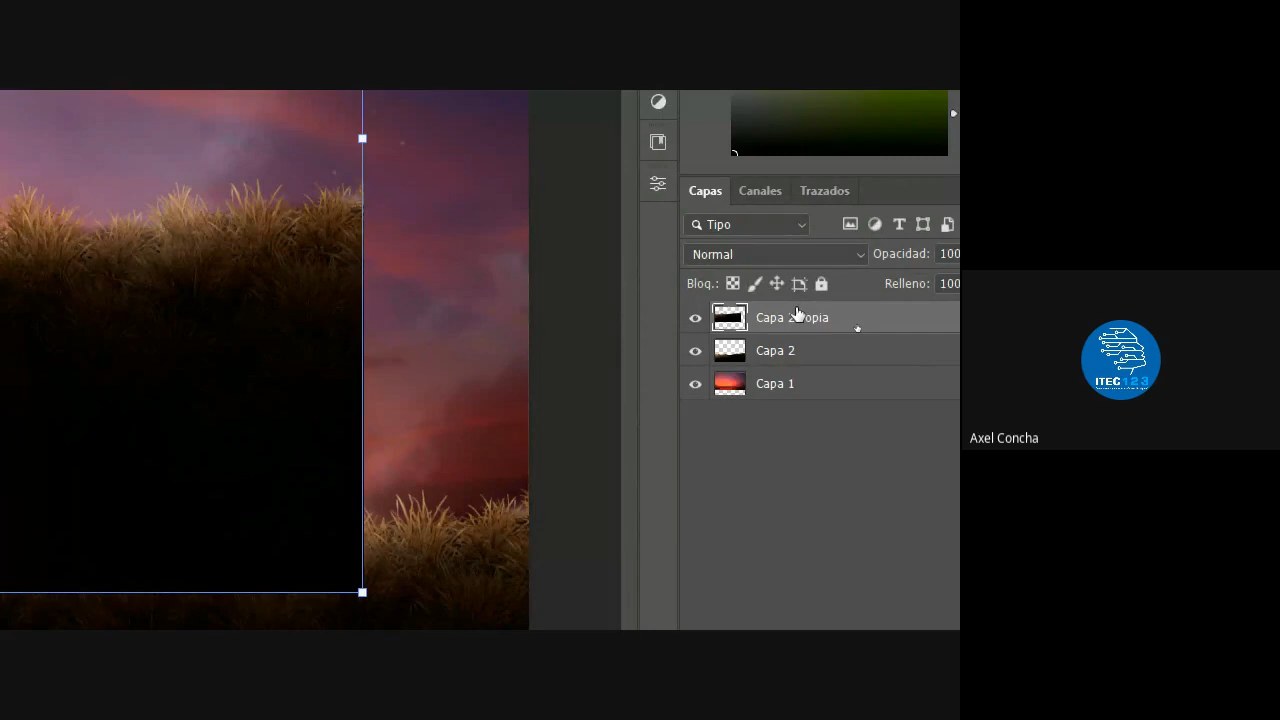 Capas Canales Trazados
Tipo
Normal Opacidad: 100
Bloq.: Relleno: 100
Capa 2 copia
Capa 2
Capa 1
ITEC 123
Axel Concha